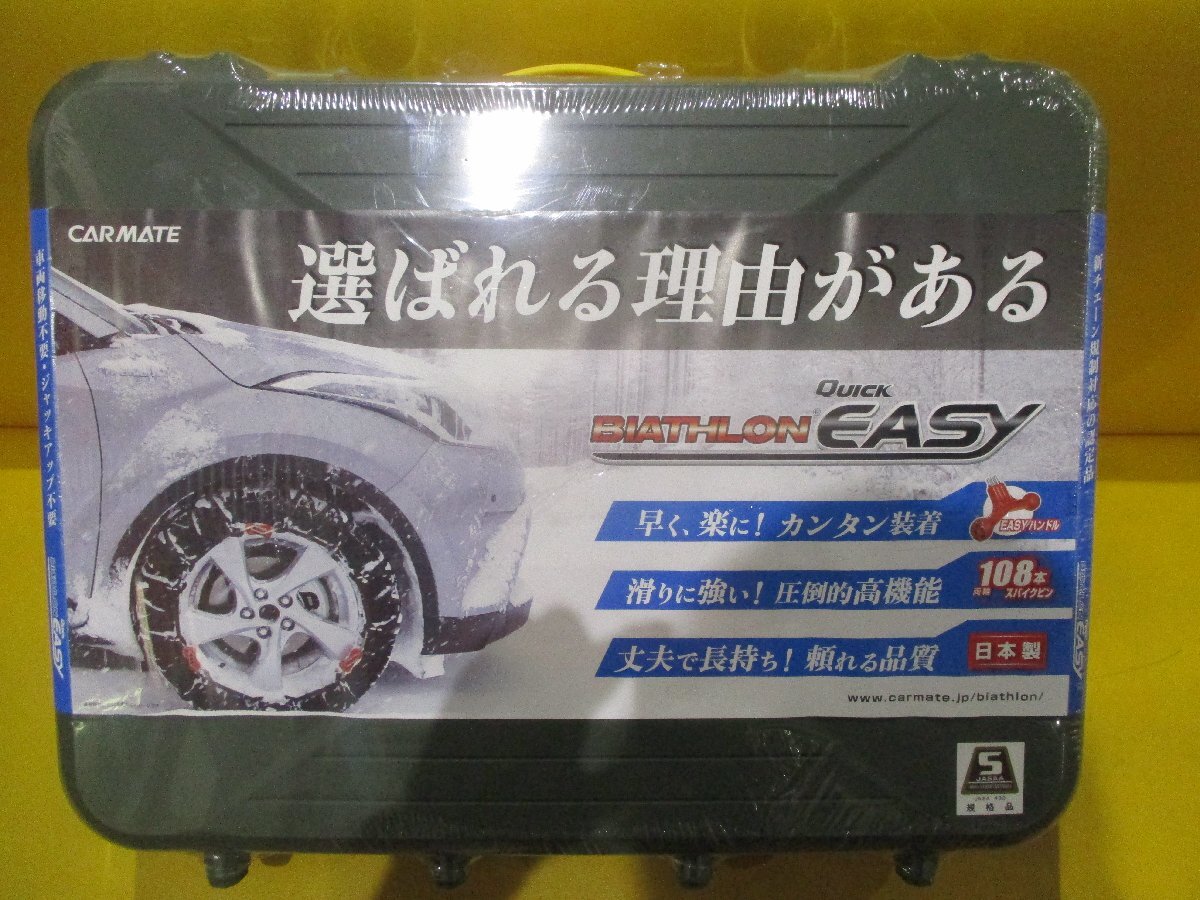 CARMATE
選ばれる理由がある
車両移動不要・ジャッキアップ不要
新チェーン規制対応の認定品
QUICK
BIATHLON EASY
早く、楽に! カンタン装着
EASYハンドル
滑りに強い! 圧倒的高機能
108本
両輪 スパイクピン
丈夫で長持ち! 頼れる品質
日本製
www.carmate.jp/biathlon/
EASY
EASY
S
JASAA
規格品